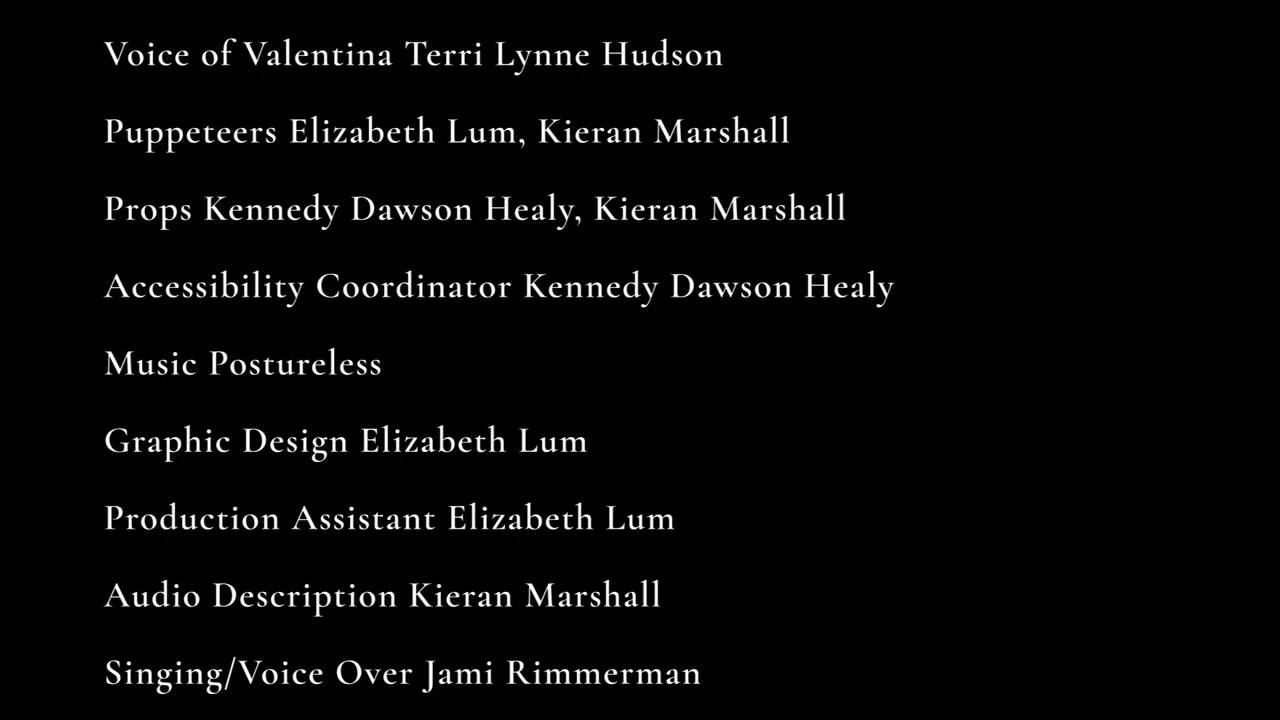 Voice of Valentina Terri Lynne Hudson
Puppeteers Elizabeth Lum, Kieran Marshall
Props Kennedy Dawson Healy, Kieran Marshall
Accessibility Coordinator Kennedy Dawson Healy
Music Postureless
Graphic Design Elizabeth Lum
Production Assistant Elizabeth Lum
Audio Description Kieran Marshall
Singing/Voice Over Jami Rimmerman